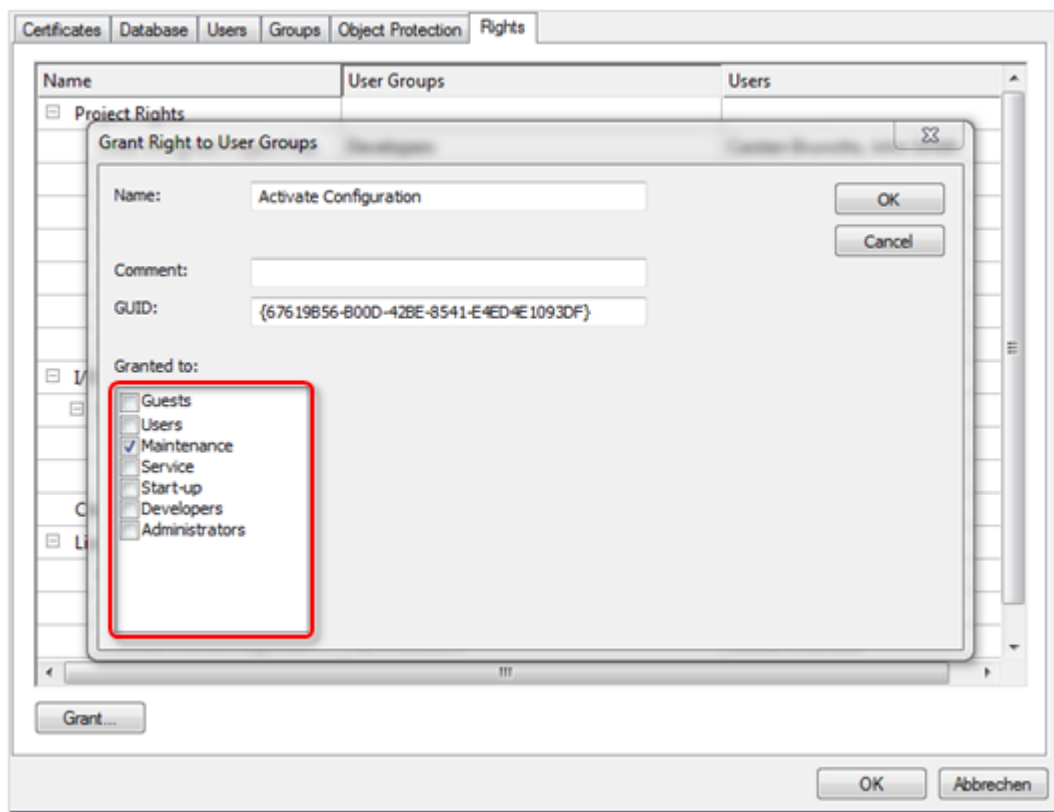 Certificates Database Users Groups Object Protection Rights
Name User Groups Users
Project Rights
Grant Right to User Groups
Name: Activate Configuration OK
Cancel
Comment:
GUID: {67619B56-B00D-42BE-8541-E4ED4E1093DF}
Granted to:
Guests
Users
Maintenance
Service
Start-up
Developers
Administrators
Grant...
OK Abbrechen